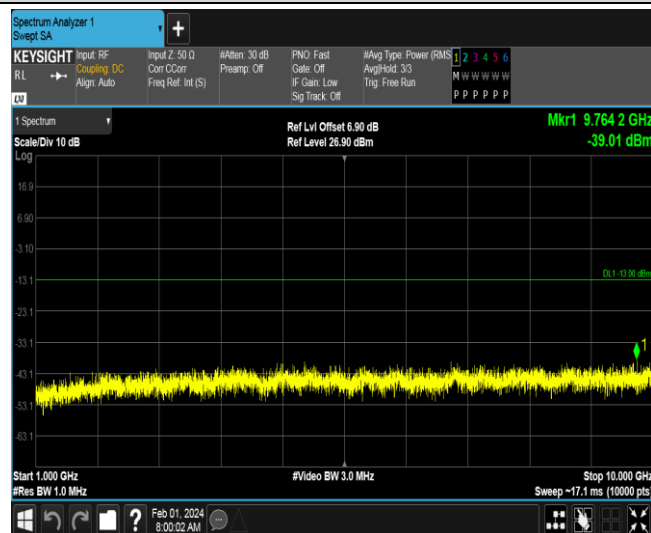 Spectrum Analyzer 1
Swept SA
+
KEYSIGHT
RL
LXI
Input: RF
Coupling: DC
Align: Auto
Input Z: 50 Ω
Corr CCorr
Freq Ref: Int (S)
#Atten: 30 dB
Preamp: Off
PNO: Fast
Gate: Off
IF Gain: Low
Sig Track: Off
#Avg Type: Power (RMS
Avg|Hold: 3/3
Trig: Free Run
1 2 3 4 5 6
M W W W W W
P P P P P P
1 Spectrum
Scale/Div 10 dB
Ref Lvl Offset 6.90 dB
Ref Level 26.90 dBm
Mkr1 9.764 2 GHz
-39.01 dBm
Log
16.9
6.90
-3.10
-13.1
DL1 -13.00 dBm
-23.1
-33.1
1
-43.1
-53.1
-63.1
Start 1.000 GHz
#Video BW 3.0 MHz
Stop 10.000 GHz
#Res BW 1.0 MHz
Sweep ~17.1 ms (10000 pts)
?
Feb 01, 2024
8:00:02 AM